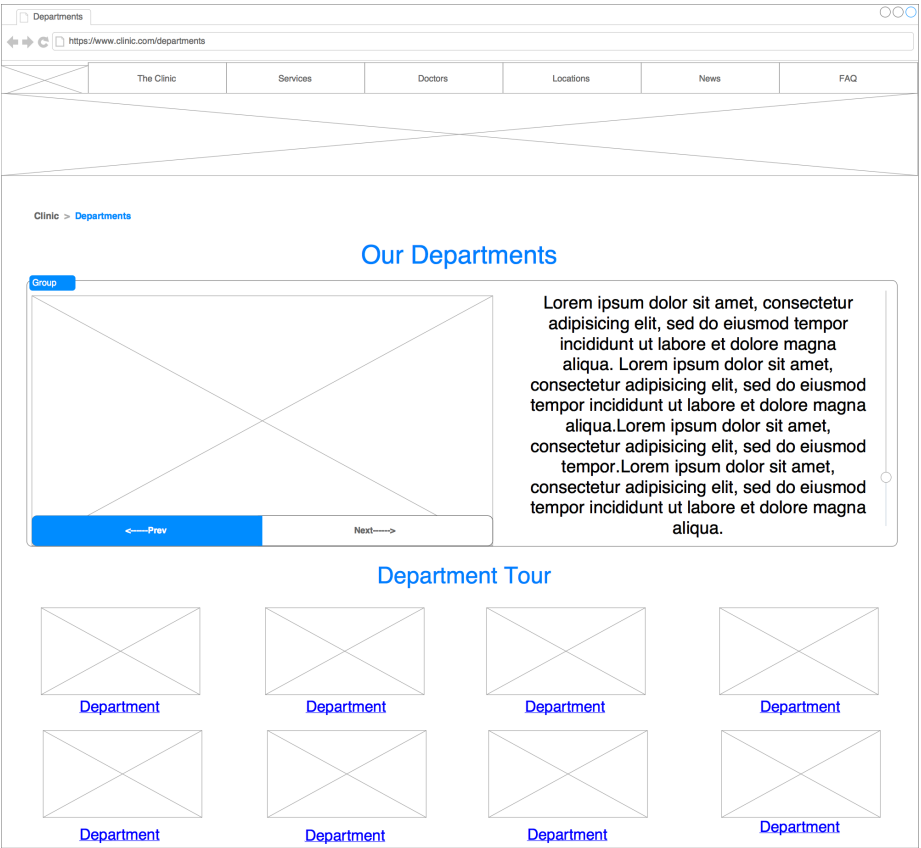 Departments
https://www.clinic.com/departments
The Clinic
Services
Doctors
Locations
News
FAQ
Clinic > Departments
Our Departments
Group
Lorem ipsum dolor sit amet, consectetur
adipisicing elit, sed do eiusmod tempor
incididunt ut labore et dolore magna
aliqua. Lorem ipsum dolor sit amet,
consectetur adipisicing elit, sed do eiusmod
tempor incididunt ut labore et dolore magna
aliqua.Lorem ipsum dolor sit amet,
consectetur adipisicing elit, sed do eiusmod
tempor.Lorem ipsum dolor sit amet,
consectetur adipisicing elit, sed do eiusmod
tempor incididunt ut labore et dolore magna
aliqua.
<------Prev
Next------>
Department Tour
Department
Department
Department
Department
Department
Department
Department
Department